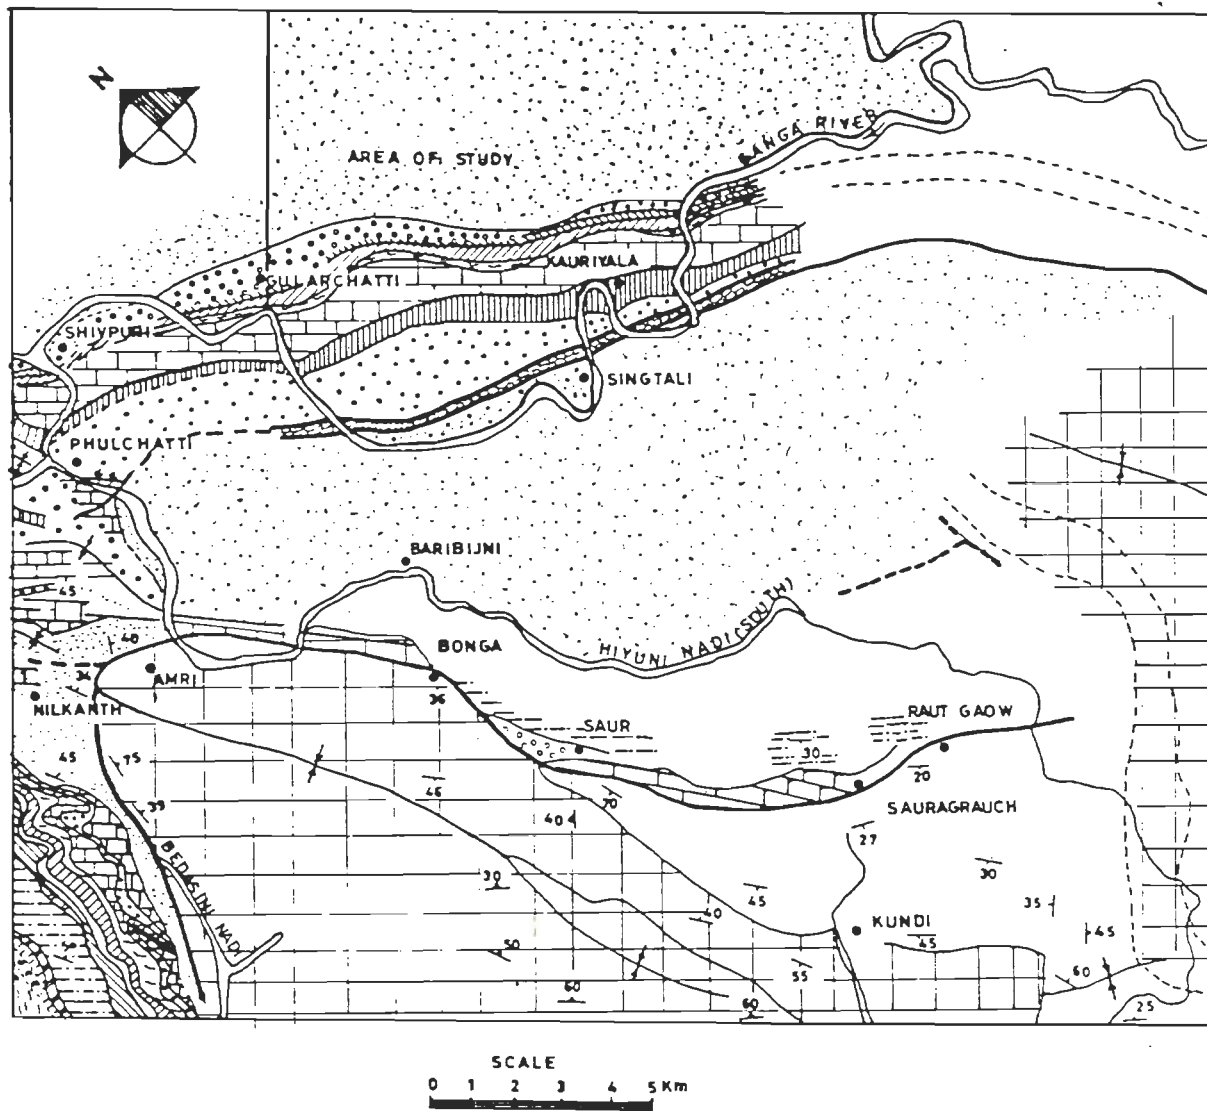 N
AREA OF STUDY
GANGA RIVER
KAURIYALA
GULARCHATTI
SHIVPURI
SINGTALI
PHULCHATTI
BARIBIJNI
45
40
BONGA
HIYUNI NADI (SOUTH)
34
AMRI
36
NILKANTH
SAUR
RAUT GAOW
30
45
75
46
20
70
SAURAGRAUCH
39
40
27
BEDASINI NADI
30
30
45
40
35
KUNDI
45
45
50
55
60
60
60
25
SCALE
0 1 2 3 4 5 Km